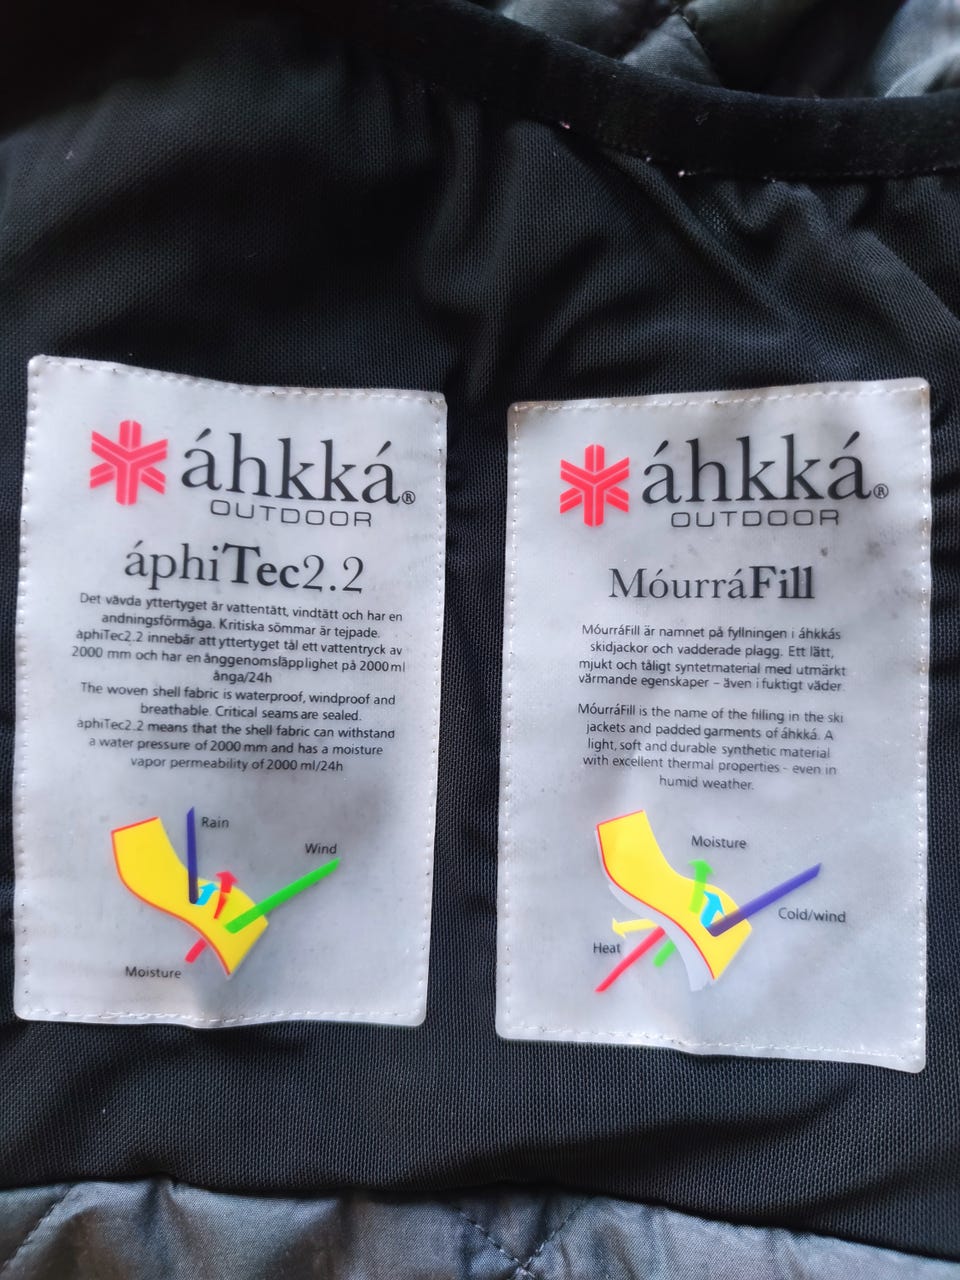 áhkká®
OUTDOOR
áphiTec2.2
Det vävda yttertyget är vattentätt, vindtätt och har en
andningsförmåga. Kritiska sömmar är tejpade.
áphiTec2.2 innebär att yttertyget tål ett vattentryck av
2000 mm och har en ånggenomsläpplighet på 2000 ml
ånga/24h
The woven shell fabric is waterproof, windproof and
breathable. Critical seams are sealed.
áphiTec2.2 means that the shell fabric can withstand
a water pressure of 2000 mm and has a moisture
vapor permeability of 2000 ml/24h
Rain
Wind
Moisture
áhkká®
OUTDOOR
MóurráFill
MóurráFill är namnet på fyllningen i áhkkás
skidjackor och vadderade plagg. Ett lätt,
mjukt och tåligt syntetmaterial med utmärkt
värmande egenskaper – även i fuktigt väder.
MóurráFill is the name of the filling in the ski
jackets and padded garments of áhkká. A
light, soft and durable synthetic material
with excellent thermal properties - even in
humid weather.
Moisture
Cold/wind
Heat